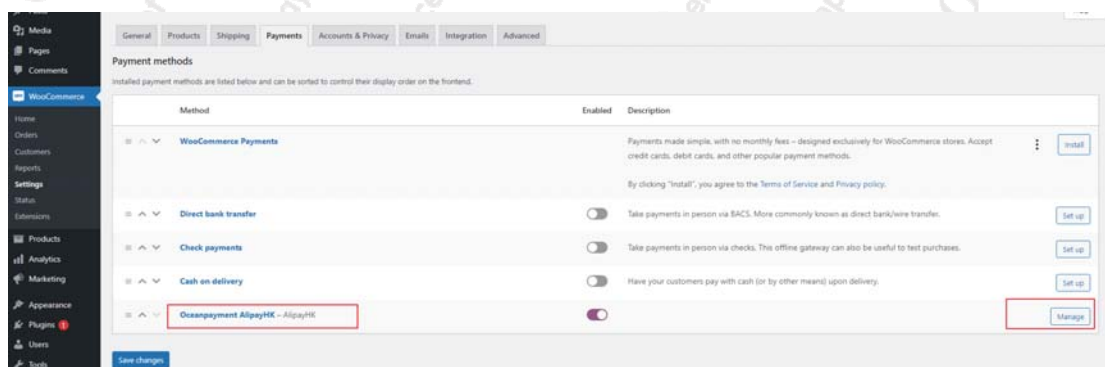 Media
Pages
Comments
WooCommerce
Home
Orders
Customers
Reports
Settings
Status
Extensions
Products
Analytics
Marketing
Appearance
Plugins 1
Users
Tools
General Products Shipping Payments Accounts & Privacy Emails Integration Advanced
Payment methods
Installed payment methods are listed below and can be sorted to control their display order on the frontend.
Method Enabled Description
WooCommerce Payments Payments made simple, with no monthly fees – designed exclusively for WooCommerce stores. Accept Install
credit cards, debit cards, and other popular payment methods.
By clicking "Install", you agree to the Terms of Service and Privacy policy.
Direct bank transfer Take payments in person via BACS. More commonly known as direct bank/wire transfer. Set up
Check payments Take payments in person via checks. This offline gateway can also be useful to test purchases. Set up
Cash on delivery Have your customers pay with cash (or by other means) upon delivery. Set up
Oceanpayment AlipayHK – AlipayHK Manage
Save changes